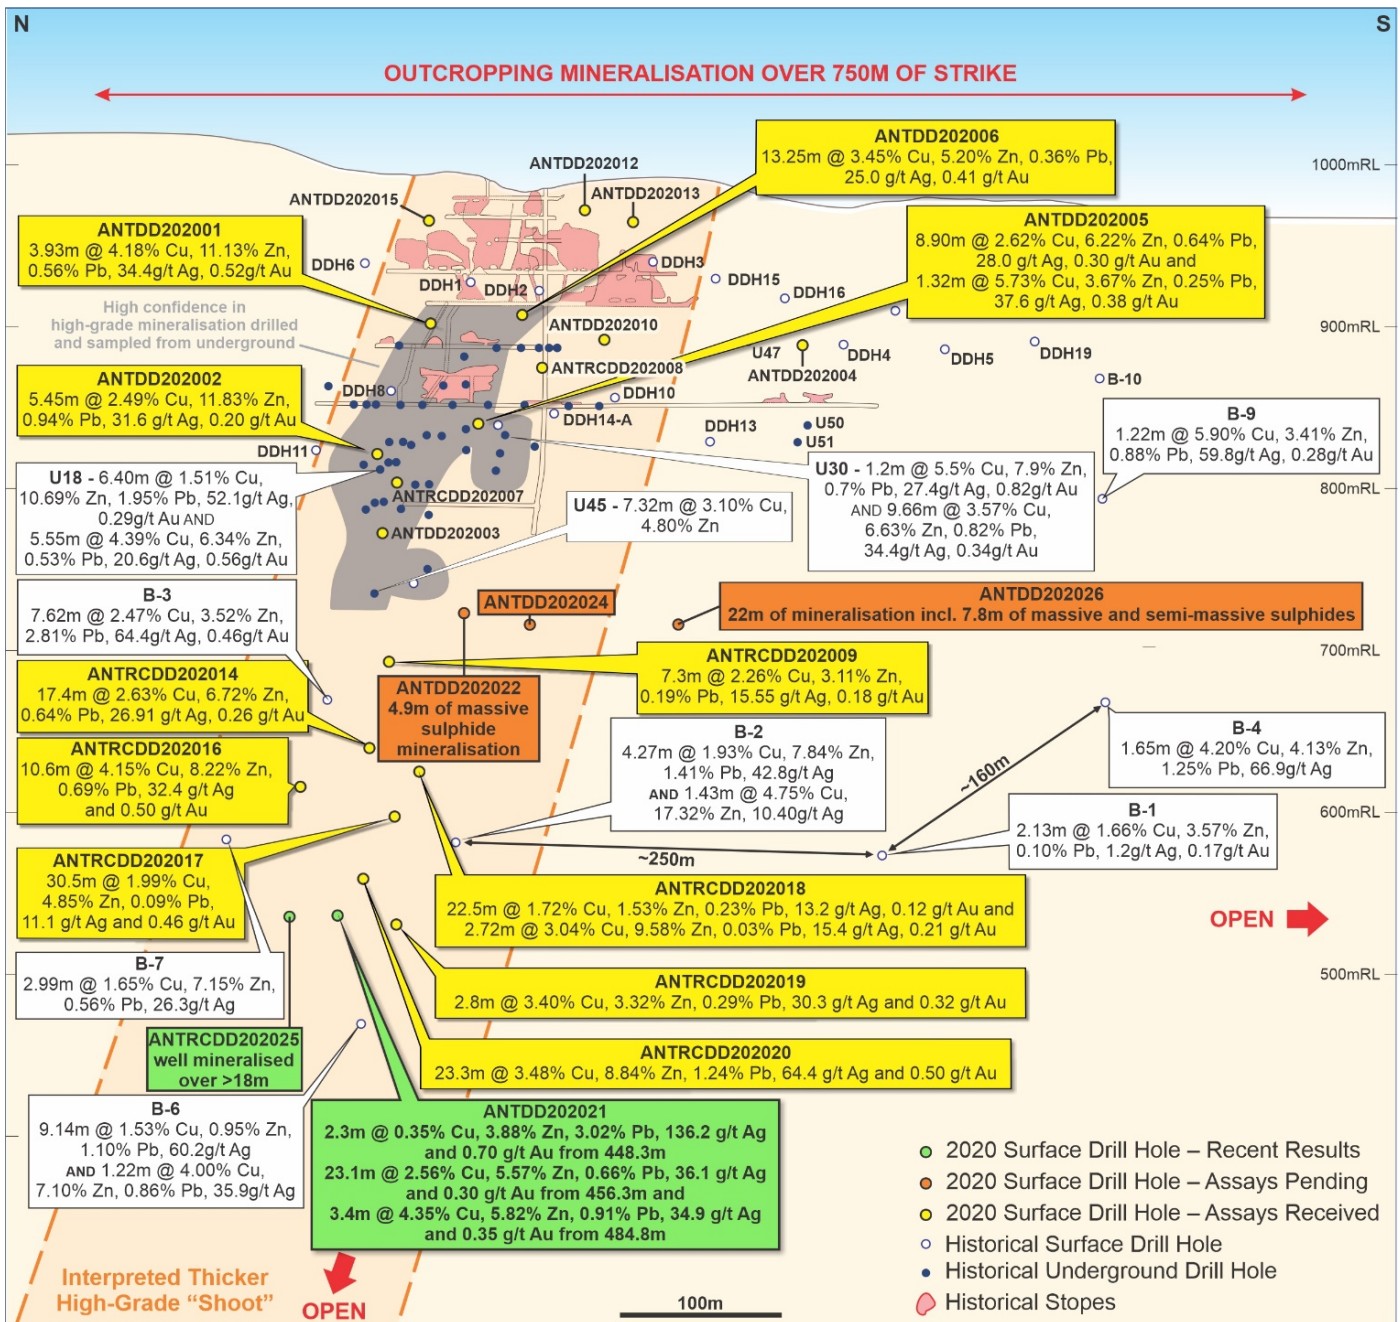 N
S
OUTCROPPING MINERALISATION OVER 750M OF STRIKE
ANTDD202006
13.25m @ 3.45% Cu, 5.20% Zn, 0.36% Pb,
25.0 g/t Ag, 0.41 g/t Au
1000mRL
ANTDD202012
ANTDD202013
ANTDD202015
ANTDD202001
3.93m @ 4.18% Cu, 11.13% Zn,
0.56% Pb, 34.4g/t Ag, 0.52g/t Au
ANTDD202005
8.90m @ 2.62% Cu, 6.22% Zn, 0.64% Pb,
28.0 g/t Ag, 0.30 g/t Au and
1.32m @ 5.73% Cu, 3.67% Zn, 0.25% Pb,
37.6 g/t Ag, 0.38 g/t Au
DDH6
DDH1
DDH2
DDH3
DDH15
DDH16
High confidence in
high-grade mineralisation drilled
and sampled from underground
900mRL
ANTDD202010
U47
ANTDD202004
DDH4
DDH5
DDH19
B-10
ANTRCDD202008
ANTDD202002
5.45m @ 2.49% Cu, 11.83% Zn,
0.94% Pb, 31.6 g/t Ag, 0.20 g/t Au
DDH8
DDH10
DDH14-A
DDH13
U50
U51
DDH11
B-9
1.22m @ 5.90% Cu, 3.41% Zn,
0.88% Pb, 59.8g/t Ag, 0.28g/t Au
U18 - 6.40m @ 1.51% Cu,
10.69% Zn, 1.95% Pb, 52.1g/t Ag,
0.29g/t Au AND
5.55m @ 4.39% Cu, 6.34% Zn,
0.53% Pb, 20.6g/t Ag, 0.56g/t Au
ANTRCDD202007
ANTDD202003
U45 - 7.32m @ 3.10% Cu,
4.80% Zn
U30 - 1.2m @ 5.5% Cu, 7.9% Zn,
0.7% Pb, 27.4g/t Ag, 0.82g/t Au
AND 9.66m @ 3.57% Cu,
6.63% Zn, 0.82% Pb,
34.4g/t Ag, 0.34g/t Au
800mRL
B-3
7.62m @ 2.47% Cu, 3.52% Zn,
2.81% Pb, 64.4g/t Ag, 0.46g/t Au
ANTDD202024
ANTDD202026
22m of mineralisation incl. 7.8m of massive and semi-massive sulphides
700mRL
ANTRCDD202009
7.3m @ 2.26% Cu, 3.11% Zn,
0.19% Pb, 15.55 g/t Ag, 0.18 g/t Au
ANTRCDD202014
17.4m @ 2.63% Cu, 6.72% Zn,
0.64% Pb, 26.91 g/t Ag, 0.26 g/t Au
ANTDD202022
4.9m of massive
sulphide
mineralisation
B-2
4.27m @ 1.93% Cu, 7.84% Zn,
1.41% Pb, 42.8g/t Ag
AND 1.43m @ 4.75% Cu,
17.32% Zn, 10.40g/t Ag
~160m
B-4
1.65m @ 4.20% Cu, 4.13% Zn,
1.25% Pb, 66.9g/t Ag
ANTRCDD202016
10.6m @ 4.15% Cu, 8.22% Zn,
0.69% Pb, 32.4 g/t Ag
and 0.50 g/t Au
600mRL
B-1
2.13m @ 1.66% Cu, 3.57% Zn,
0.10% Pb, 1.2g/t Ag, 0.17g/t Au
~250m
ANTRCDD202017
30.5m @ 1.99% Cu,
4.85% Zn, 0.09% Pb,
11.1 g/t Ag and 0.46 g/t Au
ANTRCDD202018
22.5m @ 1.72% Cu, 1.53% Zn, 0.23% Pb, 13.2 g/t Ag, 0.12 g/t Au and
2.72m @ 3.04% Cu, 9.58% Zn, 0.03% Pb, 15.4 g/t Ag, 0.21 g/t Au
OPEN
B-7
2.99m @ 1.65% Cu, 7.15% Zn,
0.56% Pb, 26.3g/t Ag
ANTRCDD202019
2.8m @ 3.40% Cu, 3.32% Zn, 0.29% Pb, 30.3 g/t Ag and 0.32 g/t Au
500mRL
ANTRCDD202025
well mineralised
over >18m
ANTRCDD202020
23.3m @ 3.48% Cu, 8.84% Zn, 1.24% Pb, 64.4 g/t Ag and 0.50 g/t Au
B-6
9.14m @ 1.53% Cu, 0.95% Zn,
1.10% Pb, 60.2g/t Ag
AND 1.22m @ 4.00% Cu,
7.10% Zn, 0.86% Pb, 35.9g/t Ag
ANTDD202021
2.3m @ 0.35% Cu, 3.88% Zn, 3.02% Pb, 136.2 g/t Ag
and 0.70 g/t Au from 448.3m
23.1m @ 2.56% Cu, 5.57% Zn, 0.66% Pb, 36.1 g/t Ag
and 0.30 g/t Au from 456.3m and
3.4m @ 4.35% Cu, 5.82% Zn, 0.91% Pb, 34.9 g/t Ag
and 0.35 g/t Au from 484.8m
2020 Surface Drill Hole – Recent Results
2020 Surface Drill Hole – Assays Pending
2020 Surface Drill Hole – Assays Received
Historical Surface Drill Hole
Historical Underground Drill Hole
Historical Stopes
Interpreted Thicker
High-Grade “Shoot”
OPEN
100m